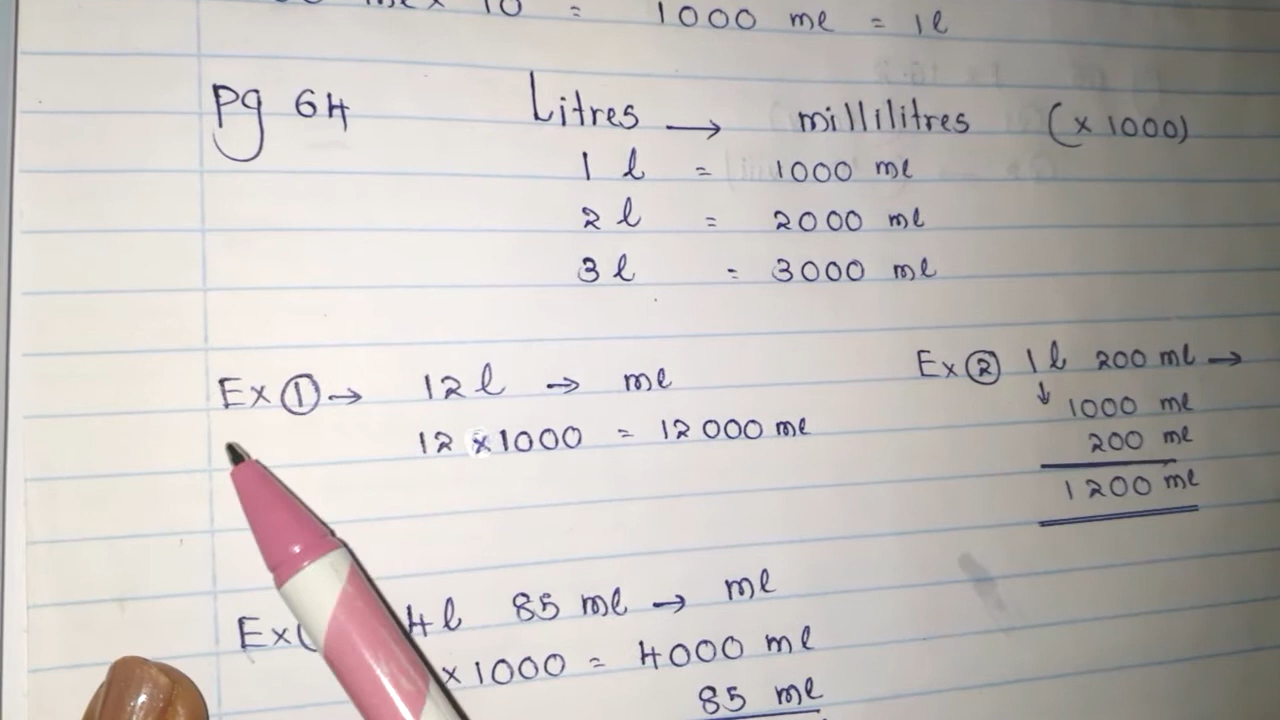 x 10 = 1000 ml = 1l
Pg 64 Litres → millilitres (x 1000)
1 l = 1000 ml
2 l = 2000 ml
3 l = 3000 ml
Ex ① → 12 l → ml
12 x 1000 = 12 000 ml
Ex ② 1 l 200 ml →
↓ 1000 ml
200 ml
1200 ml
Ex 4 l 85 ml → ml
x 1000 = 4000 ml
85 ml